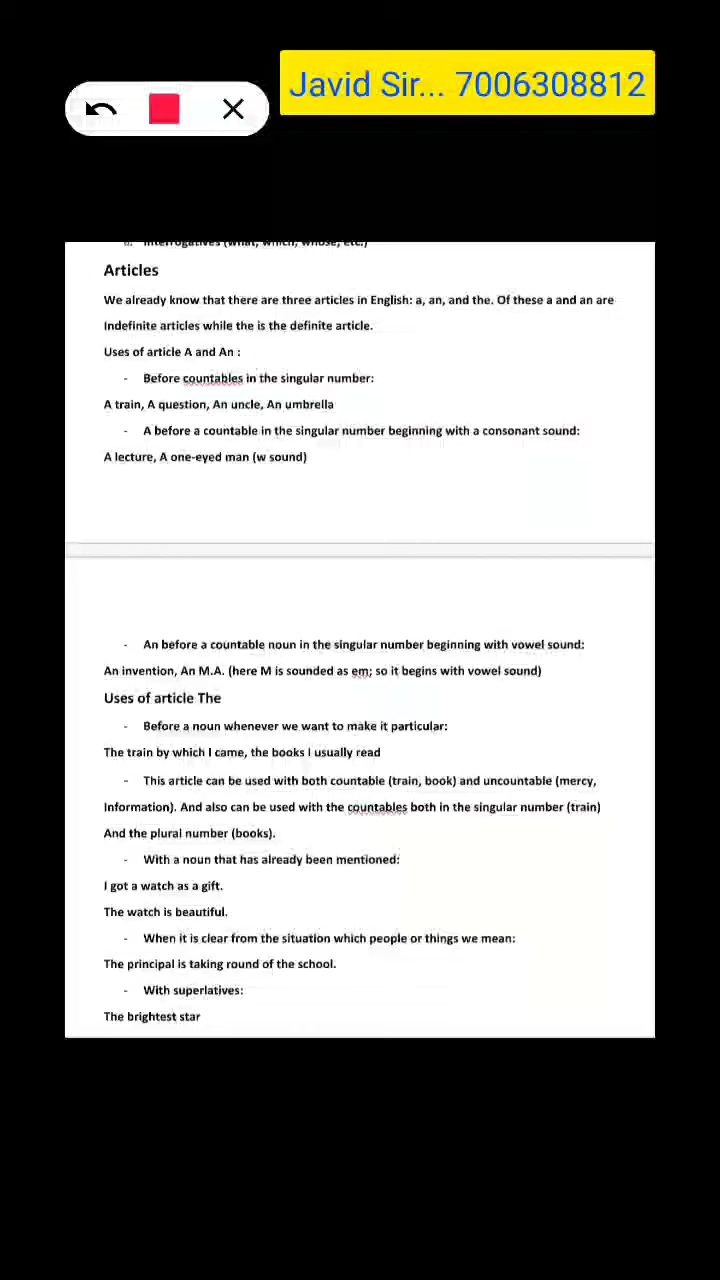 Javid Sir... 7006308812
Interrogatives (what, which, whose, etc.)
Articles
We already know that there are three articles in English: a, an, and the. Of these a and an are
Indefinite articles while the is the definite article.
Uses of article A and An :
- Before countables in the singular number:
A train, A question, An uncle, An umbrella
- A before a countable in the singular number beginning with a consonant sound:
A lecture, A one-eyed man (w sound)
- An before a countable noun in the singular number beginning with vowel sound:
An invention, An M.A. (here M is sounded as em; so it begins with vowel sound)
Uses of article The
- Before a noun whenever we want to make it particular:
The train by which I came, the books I usually read
- This article can be used with both countable (train, book) and uncountable (mercy,
Information). And also can be used with the countables both in the singular number (train)
And the plural number (books).
- With a noun that has already been mentioned:
I got a watch as a gift.
The watch is beautiful.
- When it is clear from the situation which people or things we mean:
The principal is taking round of the school.
- With superlatives:
The brightest star